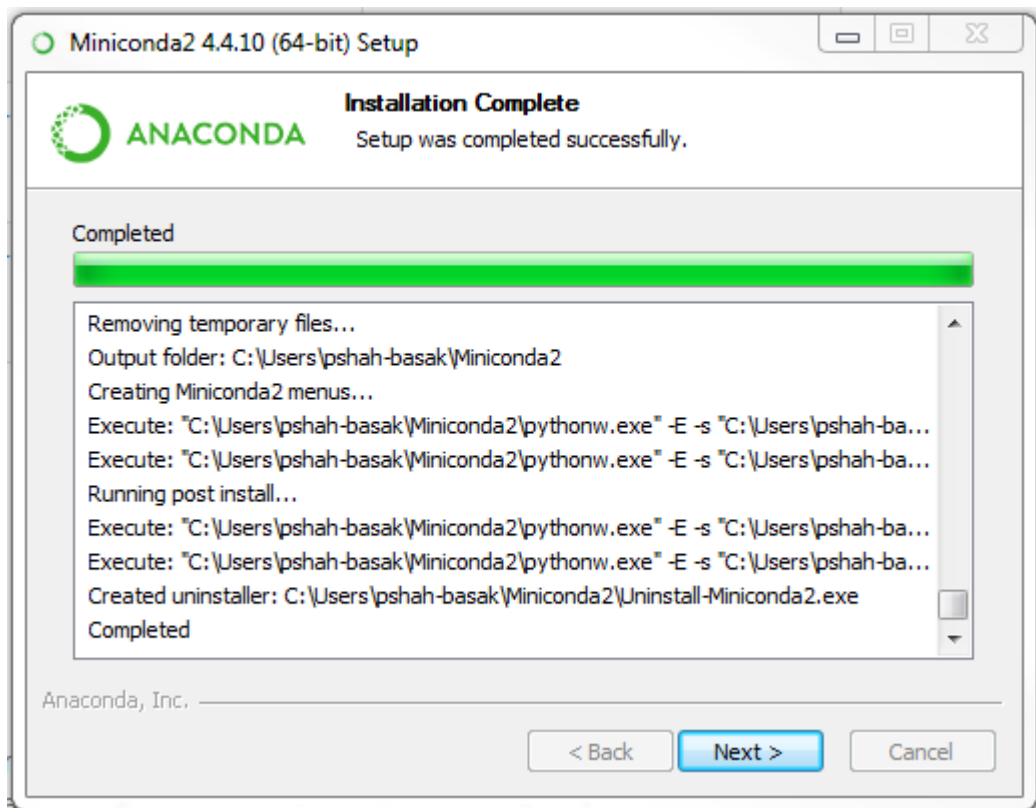 Miniconda2 4.4.10 (64-bit) Setup
ANACONDA
Installation Complete
Setup was completed successfully.
Completed
Removing temporary files...
Output folder: C:\Users\pshah-basak\Miniconda2
Creating Miniconda2 menus...
Execute: "C:\Users\pshah-basak\Miniconda2\pythonw.exe" -E -s "C:\Users\pshah-ba...
Execute: "C:\Users\pshah-basak\Miniconda2\pythonw.exe" -E -s "C:\Users\pshah-ba...
Running post install...
Execute: "C:\Users\pshah-basak\Miniconda2\pythonw.exe" -E -s "C:\Users\pshah-ba...
Execute: "C:\Users\pshah-basak\Miniconda2\pythonw.exe" -E -s "C:\Users\pshah-ba...
Created uninstaller: C:\Users\pshah-basak\Miniconda2\Uninstall-Miniconda2.exe
Completed
Anaconda, Inc.
< Back Next > Cancel